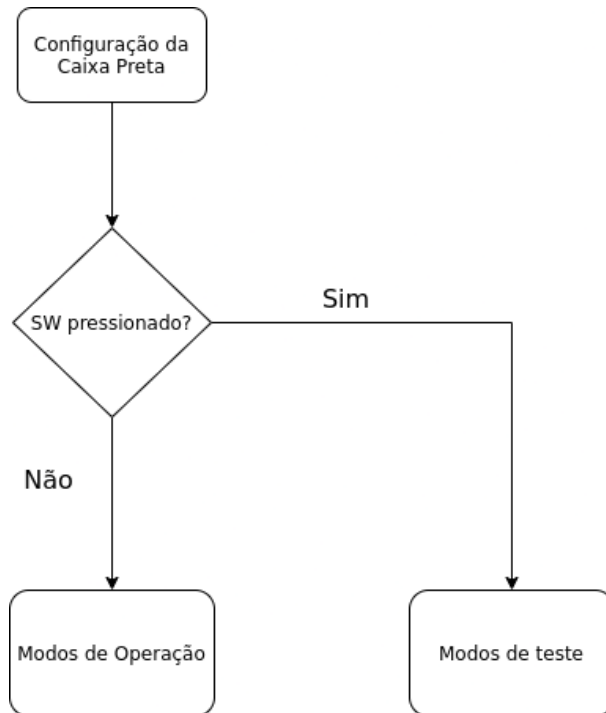 Configuração da
Caixa Preta
SW pressionado?
Sim
Não
Modos de Operação
Modos de teste